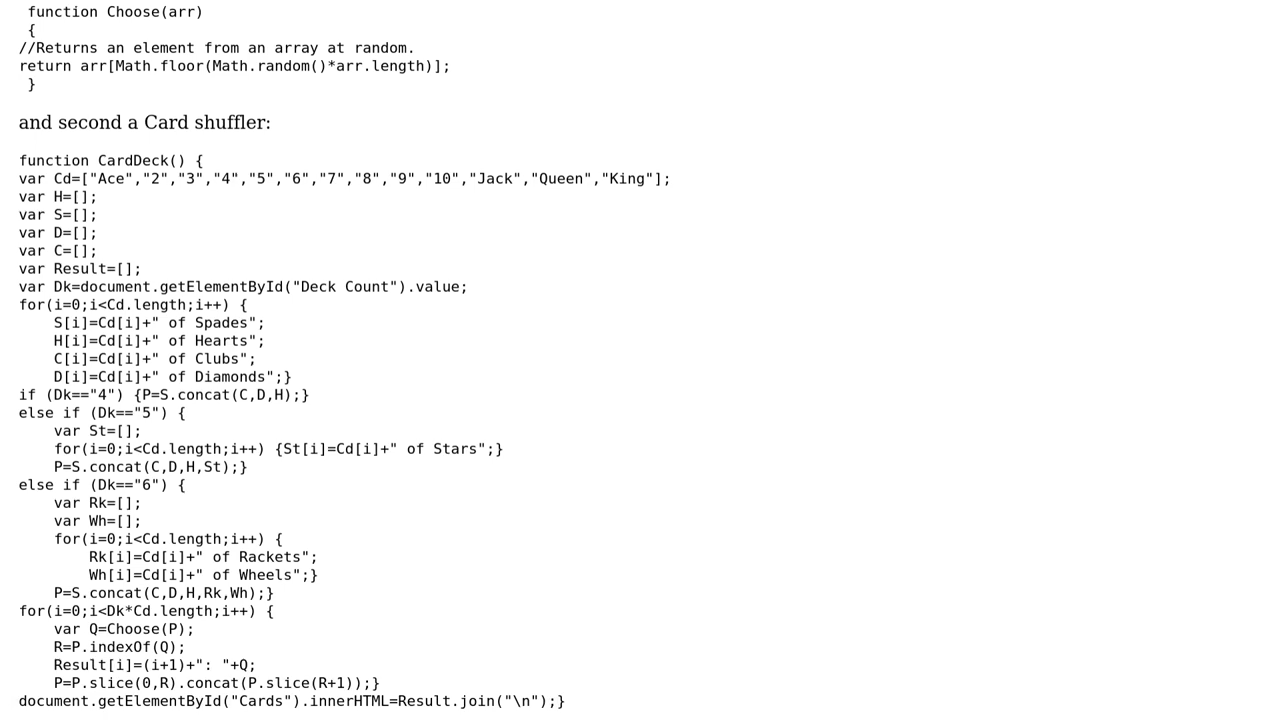 function Choose(arr)
{
//Returns an element from an array at random.
return arr[Math.floor(Math.random()*arr.length)];
}
and second a Card shuffler:
function CardDeck() {
var Cd=["Ace","2","3","4","5","6","7","8","9","10","Jack","Queen","King"];
var H=[];
var S=[];
var D=[];
var C=[];
var Result=[];
var Dk=document.getElementById("Deck Count").value;
for(i=0;i<Cd.length;i++) {
    S[i]=Cd[i]+" of Spades";
    H[i]=Cd[i]+" of Hearts";
    C[i]=Cd[i]+" of Clubs";
    D[i]=Cd[i]+" of Diamonds";}
if (Dk=="4") {P=S.concat(C,D,H);}
else if (Dk=="5") {
    var St=[];
    for(i=0;i<Cd.length;i++) {St[i]=Cd[i]+" of Stars";}
    P=S.concat(C,D,H,St);}
else if (Dk=="6") {
    var Rk=[];
    var Wh=[];
    for(i=0;i<Cd.length;i++) {
        Rk[i]=Cd[i]+" of Rackets";
        Wh[i]=Cd[i]+" of Wheels";}
    P=S.concat(C,D,H,Rk,Wh);}
for(i=0;i<Dk*Cd.length;i++) {
    var Q=Choose(P);
    R=P.indexOf(Q);
    Result[i]=(i+1)+": "+Q;
    P=P.slice(0,R).concat(P.slice(R+1));}
document.getElementById("Cards").innerHTML=Result.join("\n");}